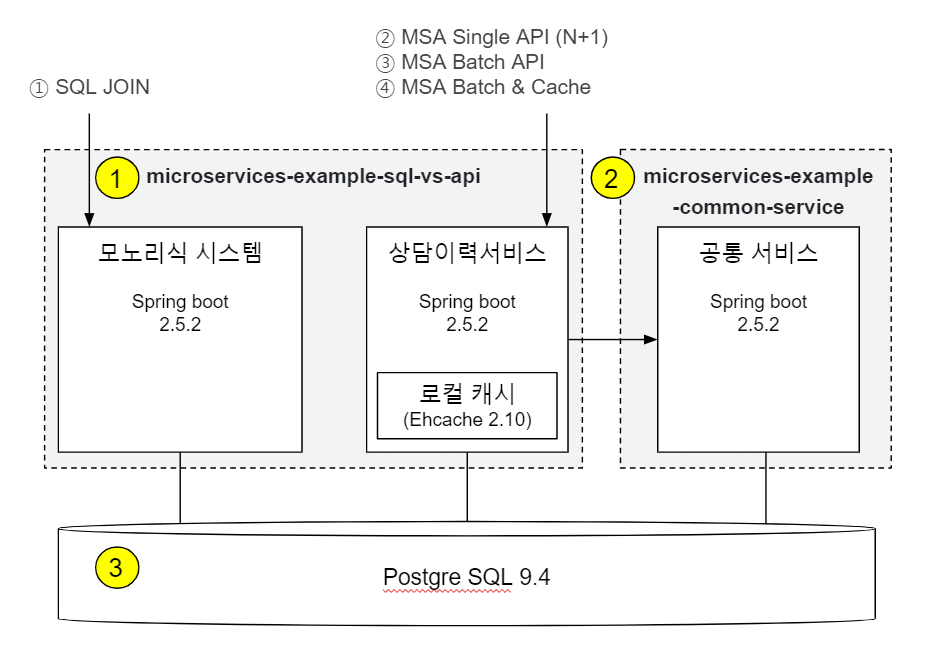 ② MSA Single API (N+1)
③ MSA Batch API
① SQL JOIN
④ MSA Batch & Cache
1
microservices-example-sql-vs-api
2
microservices-example
-common-service
모노리식 시스템
Spring boot
2.5.2
상담이력서비스
Spring boot
2.5.2
로컬 캐시
(Ehcache 2.10)
공통 서비스
Spring boot
2.5.2
3
Postgre SQL 9.4